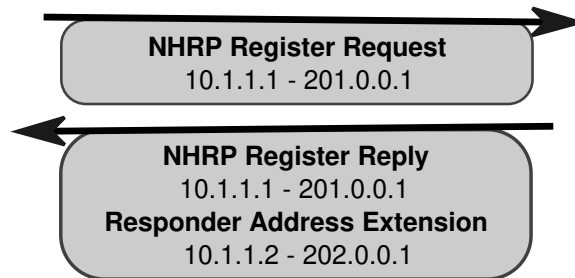 NHRP Register Request
10.1.1.1 - 201.0.0.1
NHRP Register Reply
10.1.1.1 - 201.0.0.1
Responder Address Extension
10.1.1.2 - 202.0.0.1